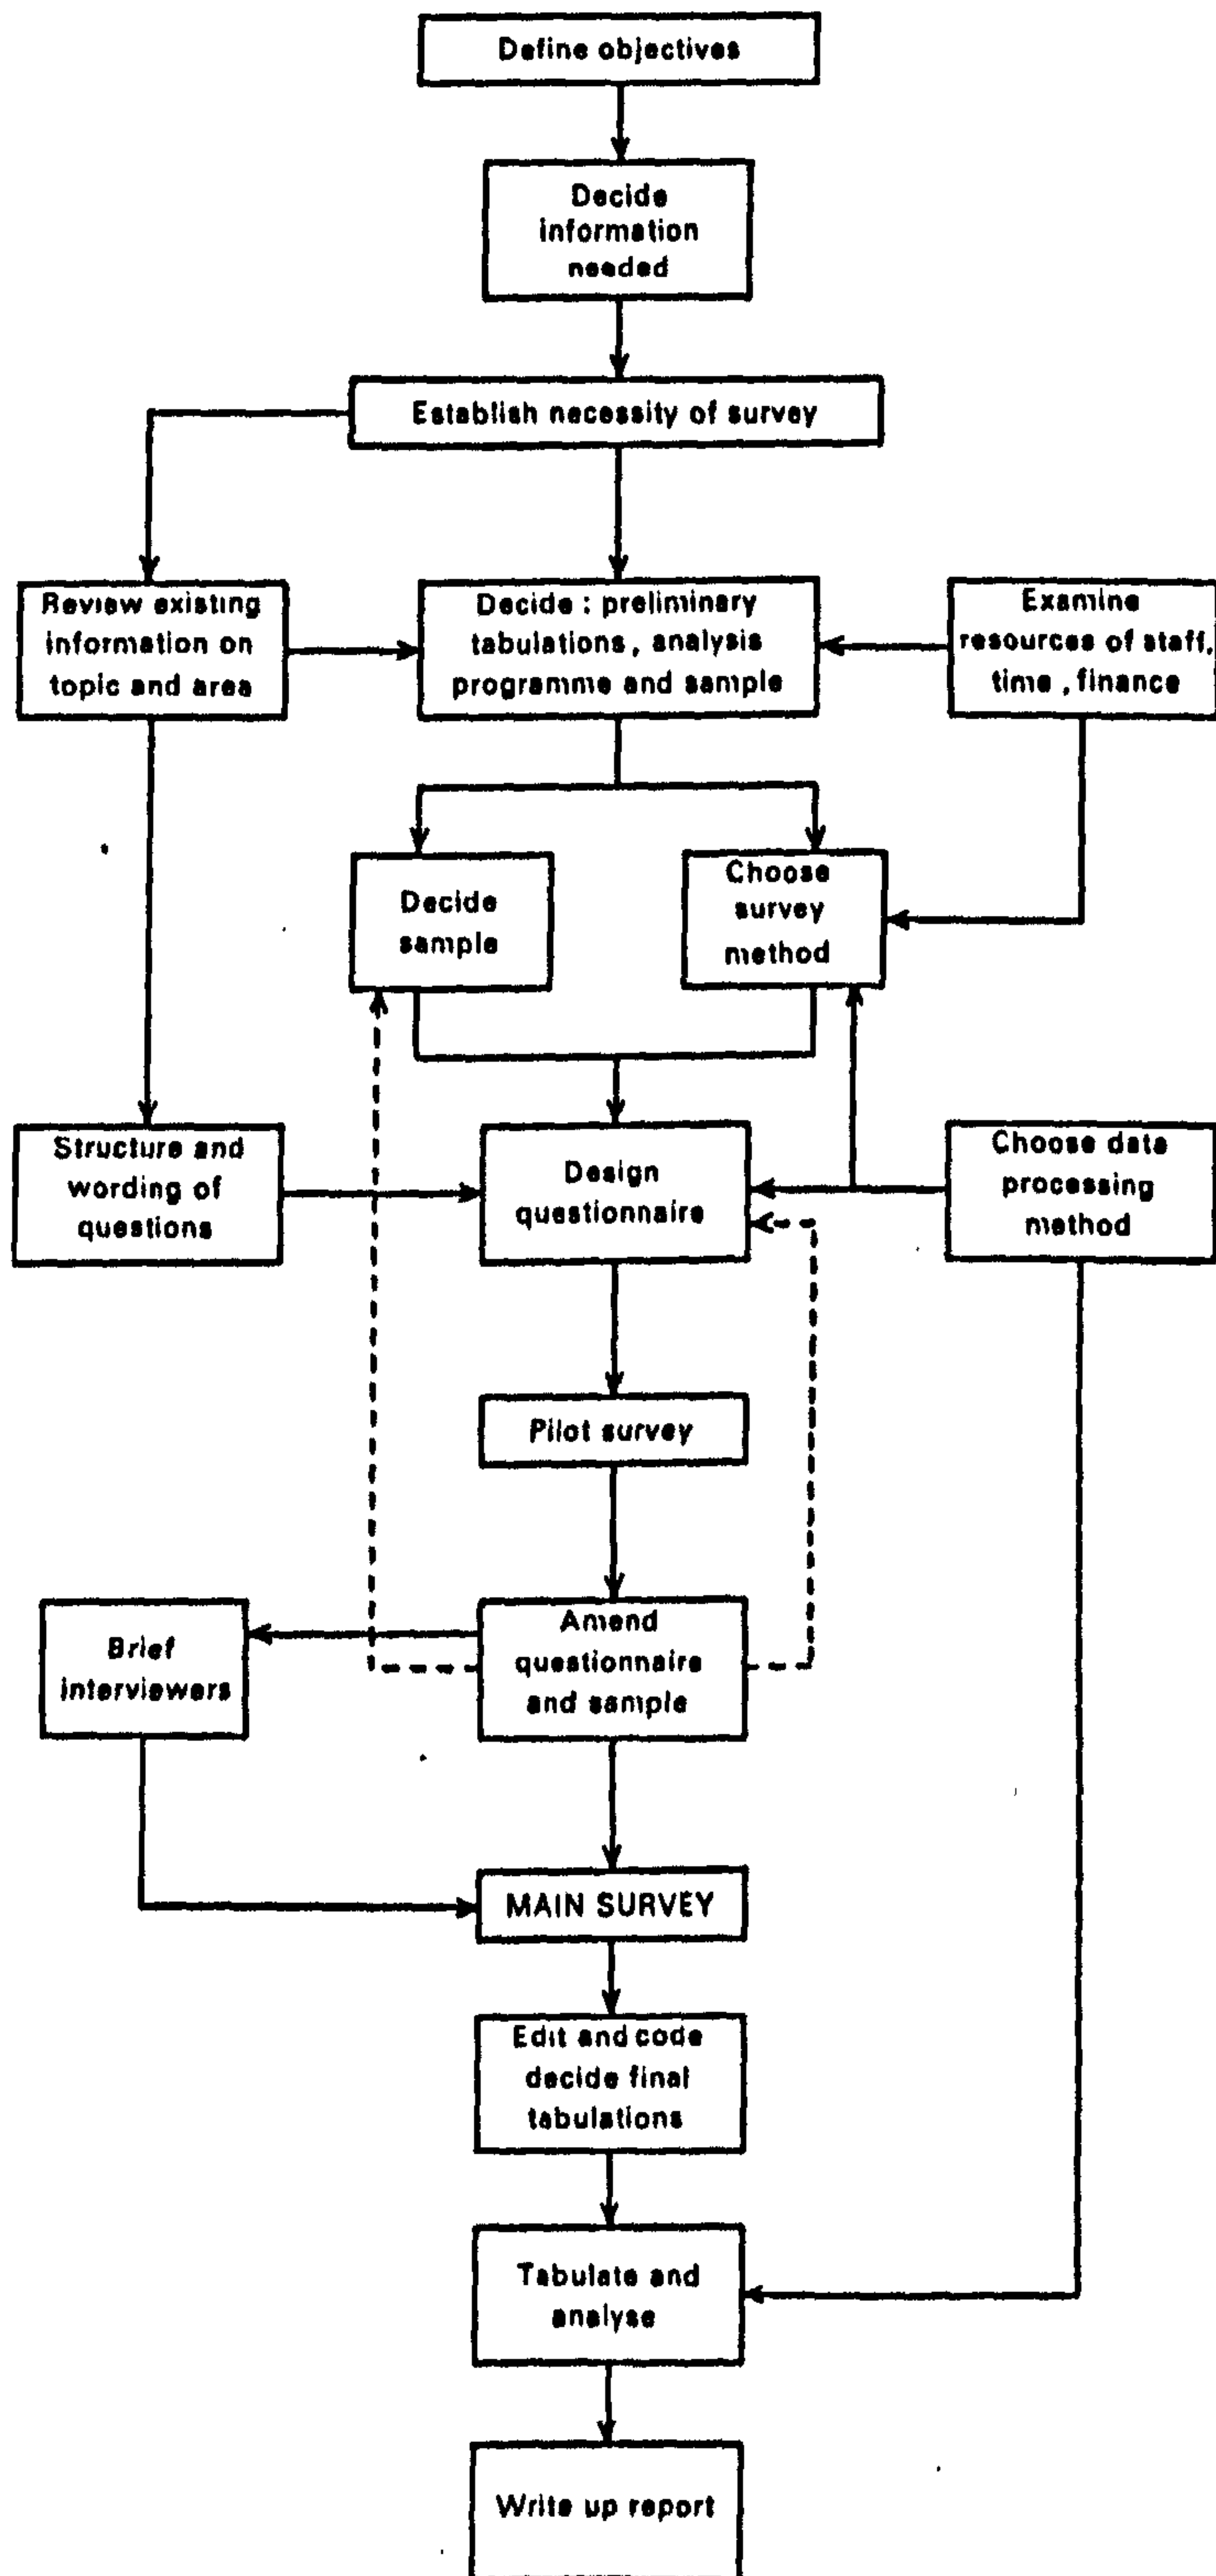 Define objectives
Decide
information
needed
Establish necessity of survey
Review existing
information on
topic and area
Decide : preliminary
tabulations, analysis
programme and sample
Examine
resources of staff,
time, finance
Decide
sample
Choose
survey
method
Structure and
wording of
questions
Design
questionnaire
Choose data
processing
method
Pilot survey
Brief
interviewers
Amend
questionnaire
and sample
MAIN SURVEY
Edit and code
decide final
tabulations
Tabulate and
analyse
Write up report